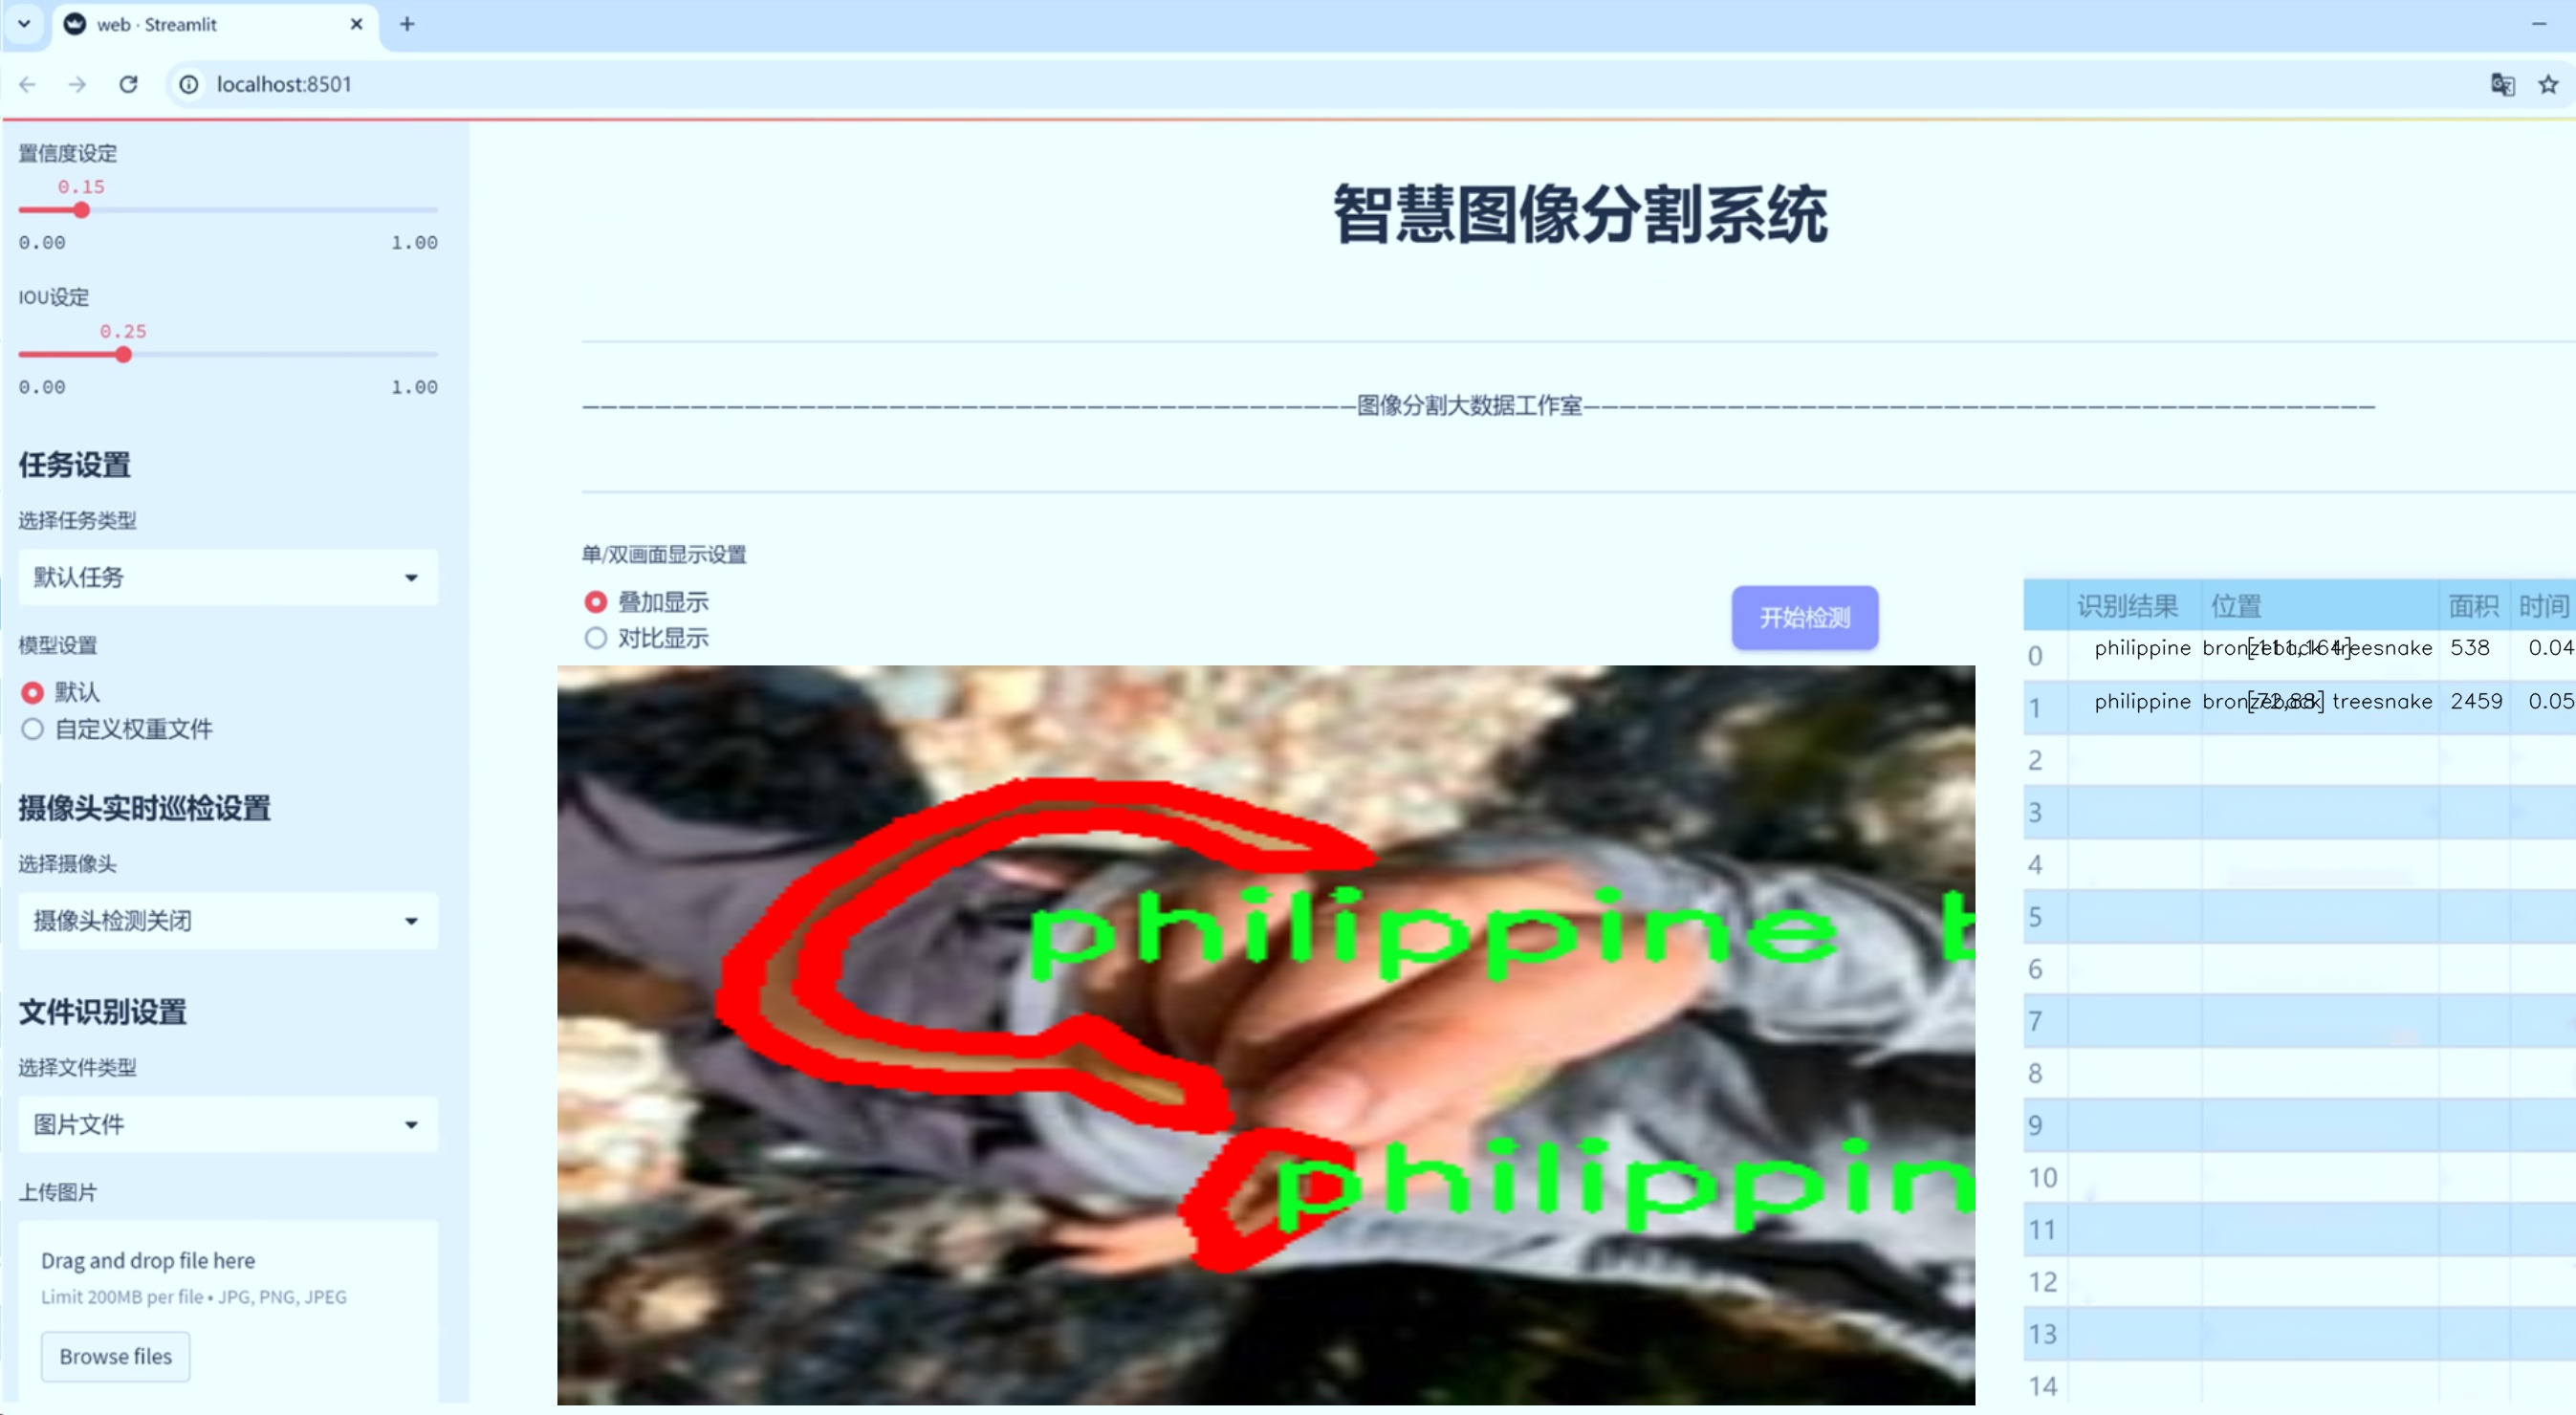 web · Streamlit
localhost:8501
置信度设定
0.15
0.00 1.00
IOU设定
0.25
0.00 1.00
任务设置
选择任务类型
默认任务
模型设置
默认
自定义权重文件
摄像头实时巡检设置
选择摄像头
摄像头检测关闭
文件识别设置
选择文件类型
图片文件
上传图片
Drag and drop file here
Limit 200MB per file • JPG, PNG, JPEG
Browse files
智慧图像分割系统
图像分割大数据工作室
单/双画面显示设置
叠加显示
对比显示
开始检测
philippine b
philippin
识别结果 位置 面积 时间
0 philippine bronzeback treesnake [111,164] 538 0.04
1 philippine bronzeback treesnake [72,88] 2459 0.05
2
3
4
5
6
7
8
9
10
11
12
13
14